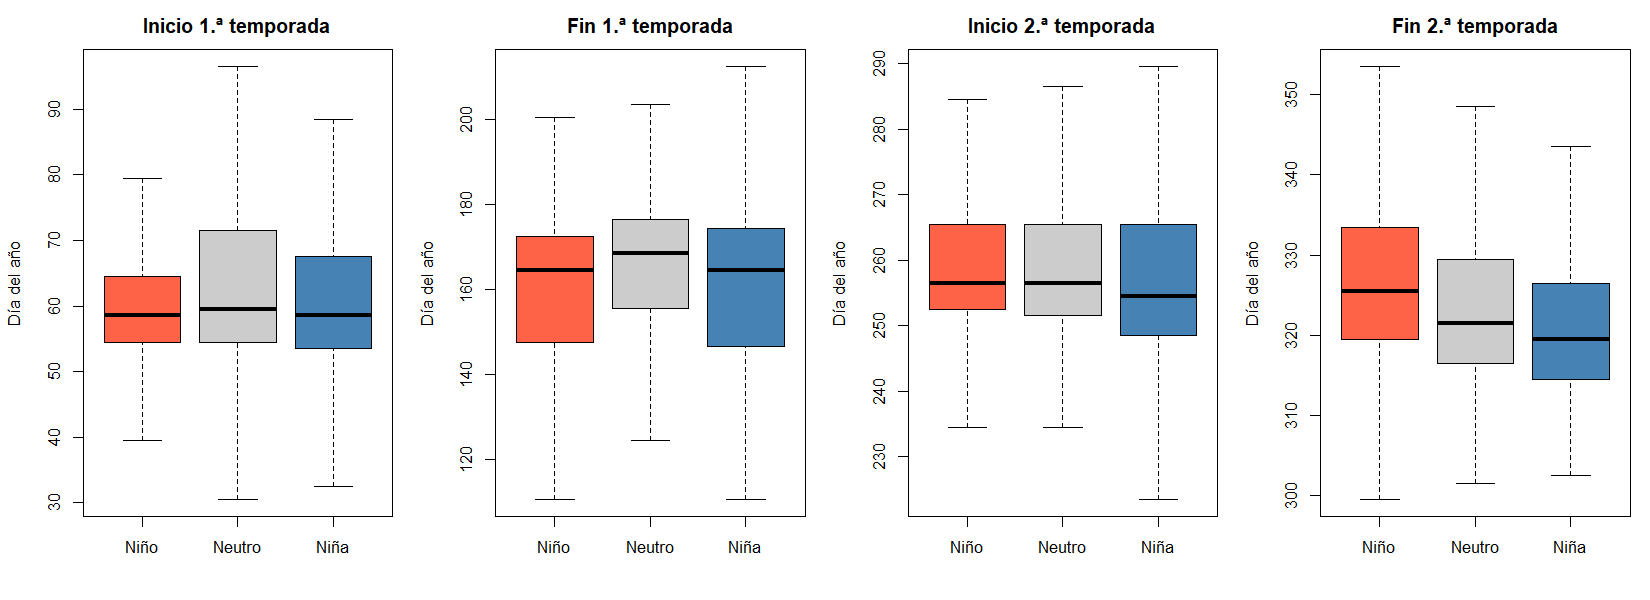 Inicio 1.ª temporada
Día del año
90
80
70
60
50
40
30
Niño Neutro Niña
Fin 1.ª temporada
Día del año
200
180
160
140
120
Niño Neutro Niña
Inicio 2.ª temporada
Día del año
290
280
270
260
250
240
230
Niño Neutro Niña
Fin 2.ª temporada
Día del año
350
340
330
320
310
300
Niño Neutro Niña